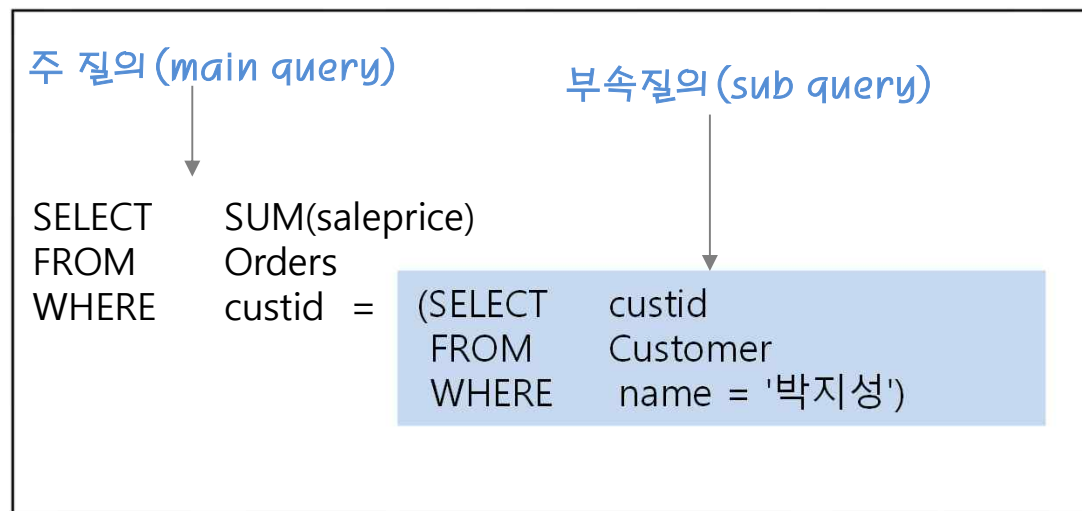 주 질의(main query)
부속질의(sub query)
SELECT SUM(saleprice)
FROM Orders
WHERE custid = (SELECT custid
FROM Customer
WHERE name = '박지성')